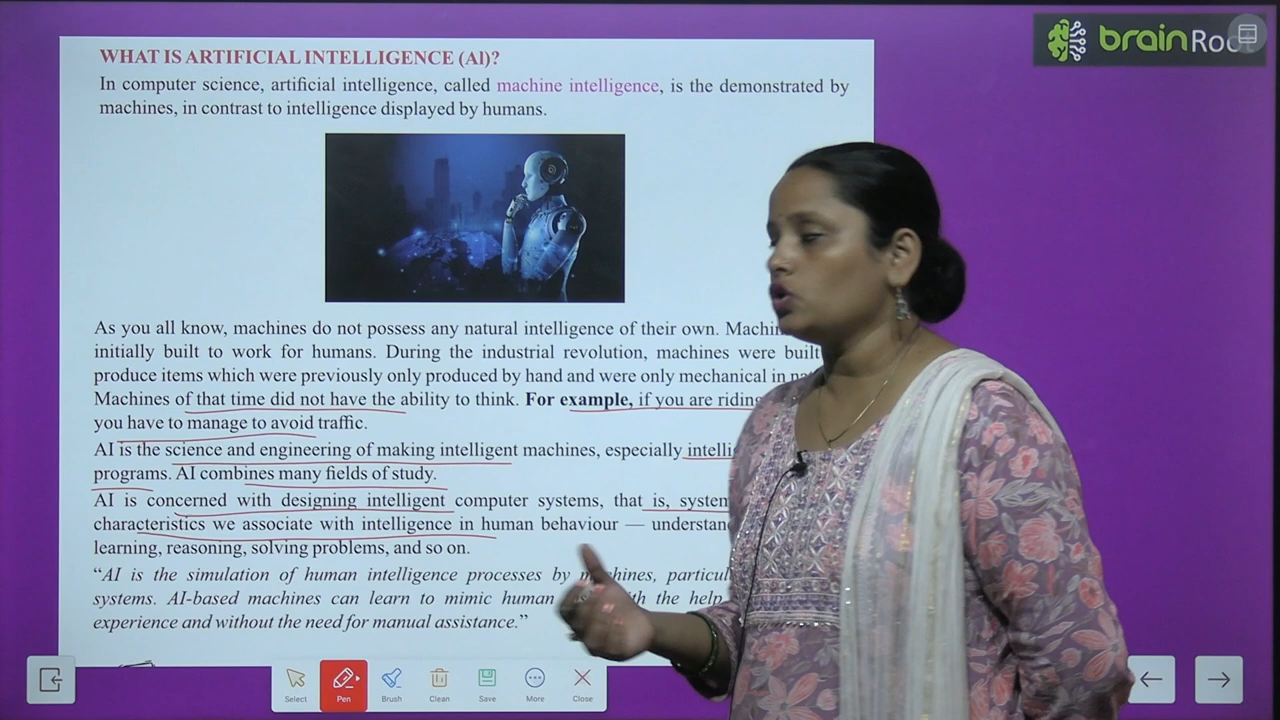 WHAT IS ARTIFICIAL INTELLIGENCE (AI)?
brain
In computer science, artificial intelligence, called machine intelligence, is the demonstrated by
machines, in contrast to intelligence displayed by humans.
As you all know, machines do not possess any natural intelligence of their own.
initially built to work for humans. During the industrial revolution, machines were built
produce items which were previously only produced by hand and were only mechanical in
Machines of that time did not have the ability to think. For example, if you are riding
you have to manage to avoid traffic.
AI is the science and engineering of making intelligent machines, especially
programs. AI combines many fields of study.
AI is concerned with designing intelligent computer systems, that is,
characteristics we associate with intelligence in human behaviour —
learning, reasoning, solving problems, and so on.
“AI is the simulation of human intelligence processes by
systems. AI-based machines can learn to mimic human the help
experience and without the need for manual assistance.”
Select Pen Brush Clean Save More Close